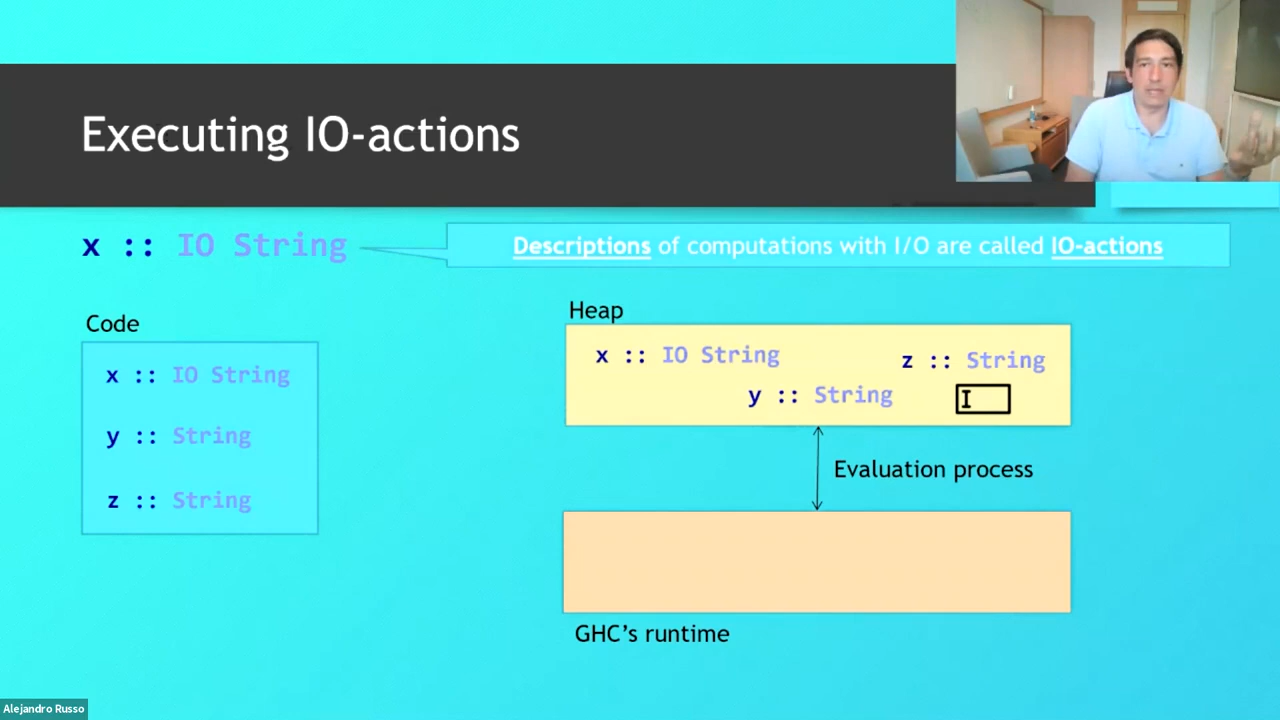 Executing IO-actions
x :: IO String
Descriptions of computations with I/O are called IO-actions
Code
x :: IO String
y :: String
z :: String
Heap
x :: IO String
z :: String
y :: String
Evaluation process
GHC’s runtime
Alejandro Russo